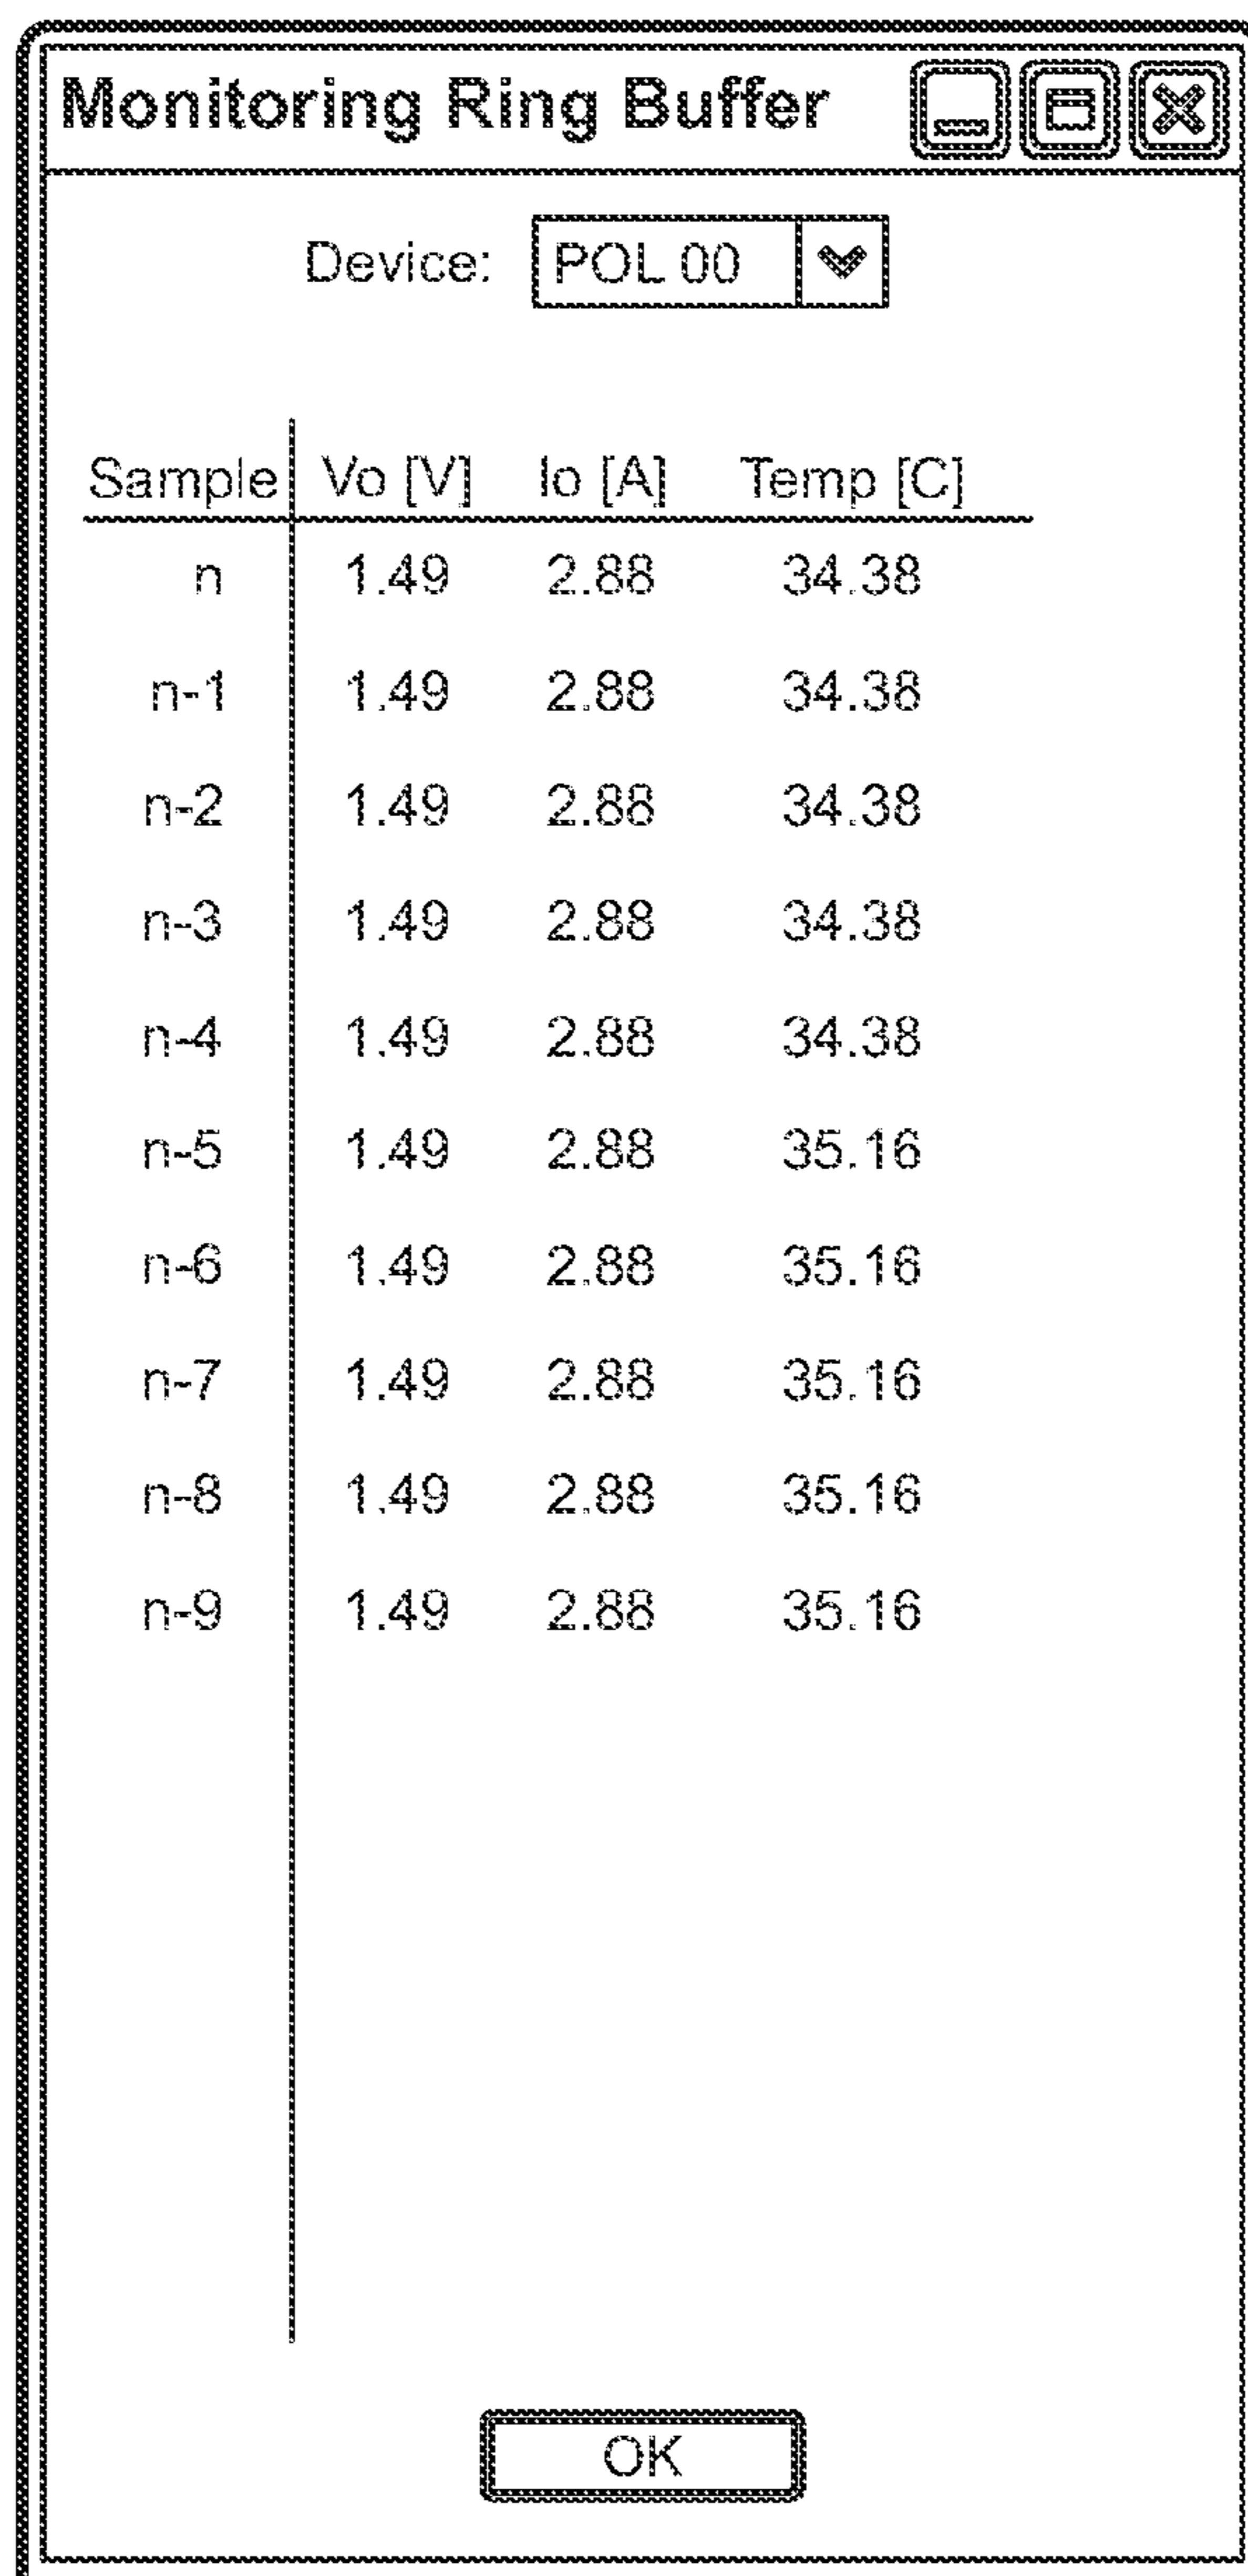 Monitoring Ring Buffer
Device: POL 00
Sample Vo [V] Io [A] Temp [C]
n 1.49 2.88 34.38
n-1 1.49 2.88 34.38
n-2 1.49 2.88 34.38
n-3 1.49 2.88 34.38
n-4 1.49 2.88 34.38
n-5 1.49 2.88 35.16
n-6 1.49 2.88 35.16
n-7 1.49 2.88 35.16
n-8 1.49 2.88 35.16
n-9 1.49 2.88 35.16
OK